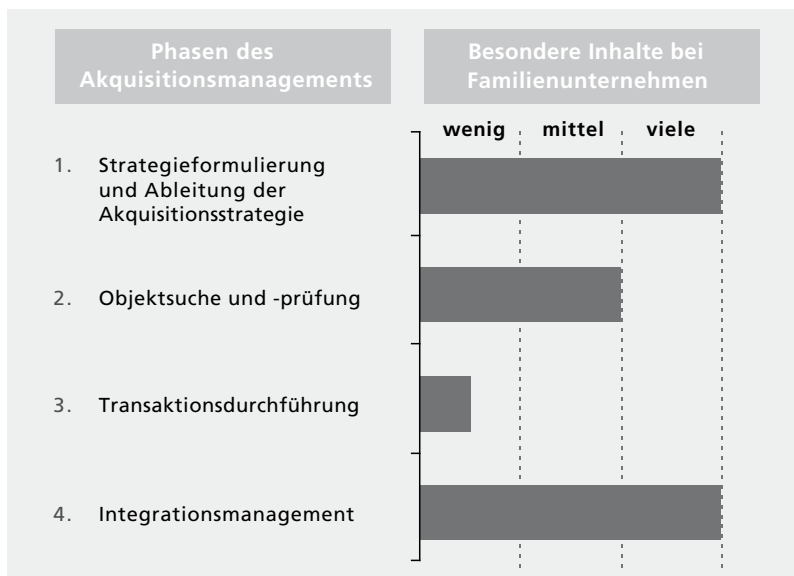 Phasen des
Akquisitionsmanagements
Besondere Inhalte bei
Familienunternehmen
wenig mittel viele
1. Strategieformulierung
und Ableitung der
Akquisitionsstrategie
2. Objektsuche und -prüfung
3. Transaktionsdurchführung
4. Integrationsmanagement